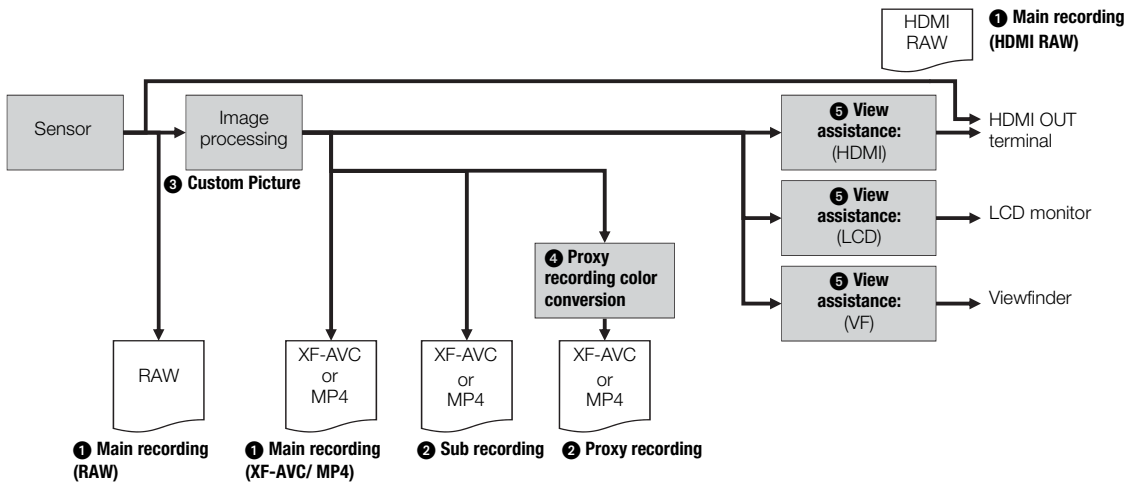 HDMI
RAW
❶ Main recording
(HDMI RAW)
Sensor
Image
processing
❸ Custom Picture
❺ View
assistance:
(HDMI)
HDMI OUT
terminal
❺ View
assistance:
(LCD)
LCD monitor
❹ Proxy
recording color
conversion
❺ View
assistance:
(VF)
Viewfinder
RAW
❶ Main recording
(RAW)
XF-AVC
or
MP4
❶ Main recording
(XF-AVC/ MP4)
XF-AVC
or
MP4
❷ Sub recording
XF-AVC
or
MP4
❷ Proxy recording